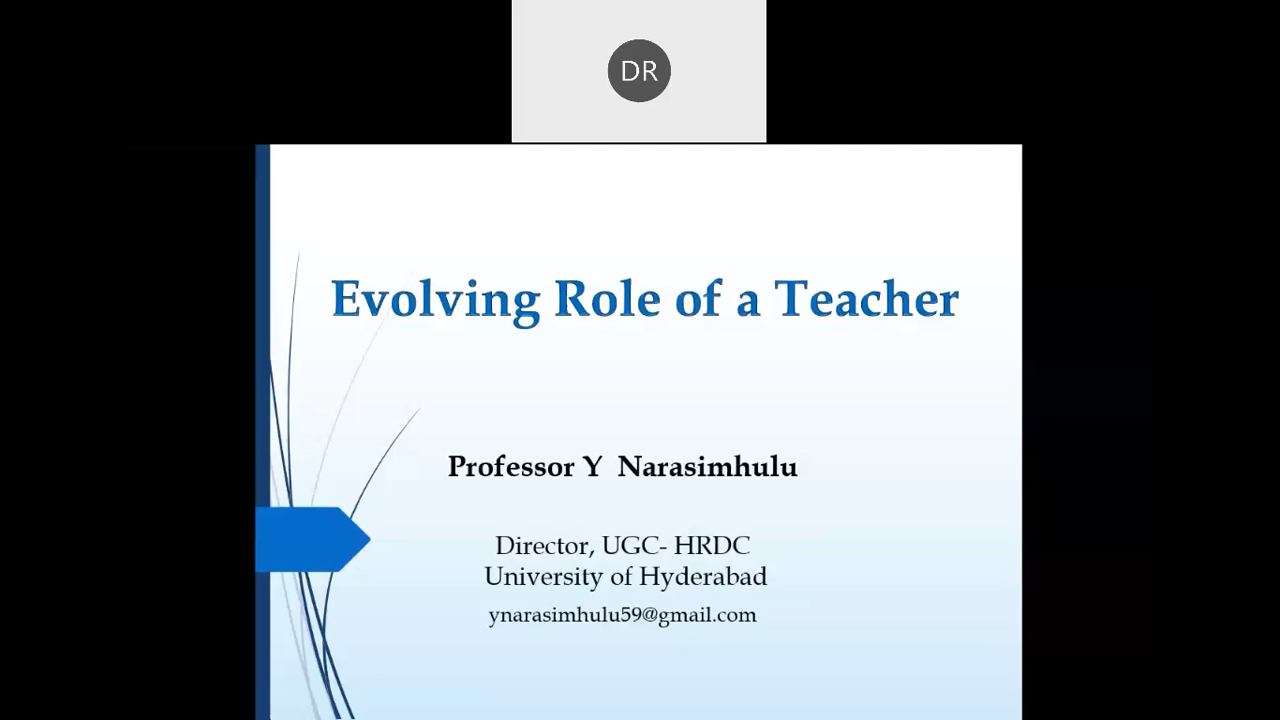 DR
Evolving Role of a Teacher
Professor Y Narasimhulu
Director, UGC- HRDC
University of Hyderabad
ynarasimhulu59@gmail.com